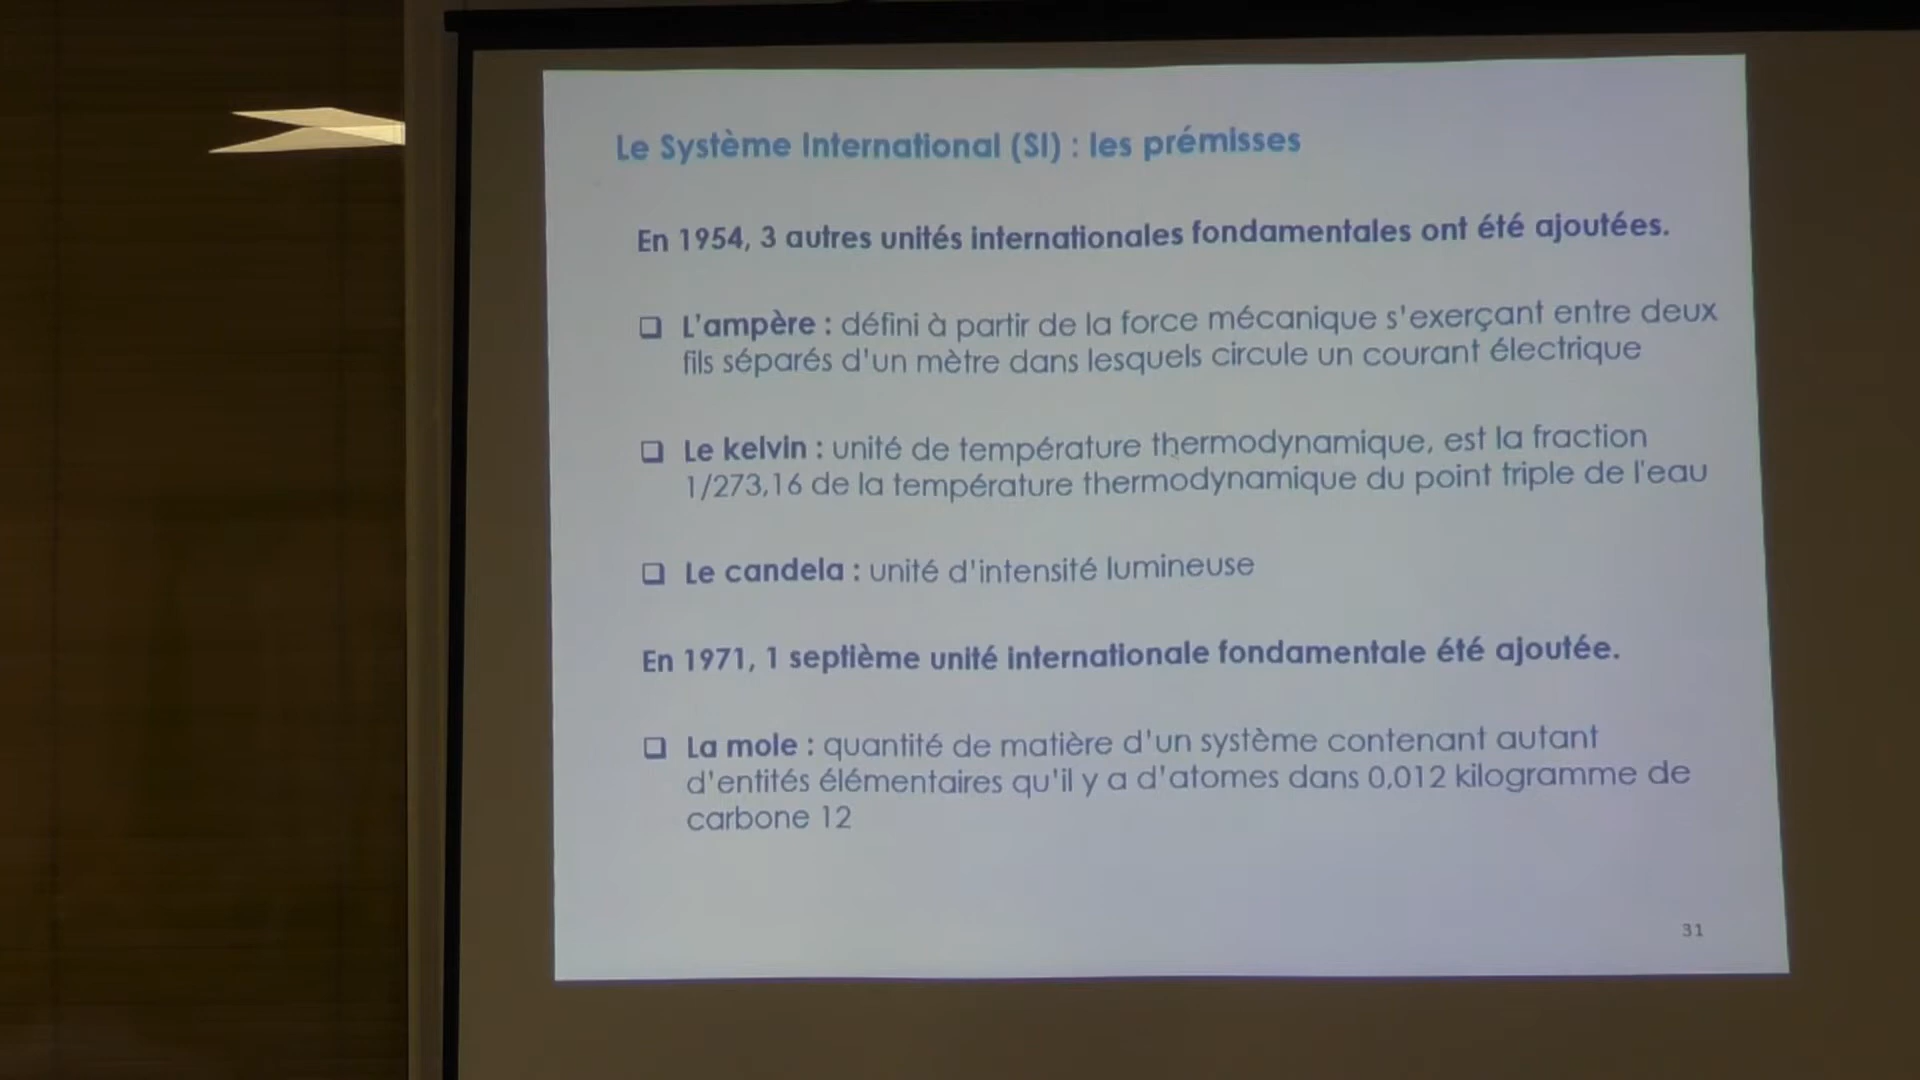 Le Système International (SI) : les prémisses
En 1954, 3 autres unités internationales fondamentales ont été ajoutées.
❑ L'ampère : défini à partir de la force mécanique s'exerçant entre deux
fils séparés d'un mètre dans lesquels circule un courant électrique
❑ Le kelvin : unité de température thermodynamique, est la fraction
1/273,16 de la température thermodynamique du point triple de l'eau
❑ Le candela : unité d'intensité lumineuse
En 1971, 1 septième unité internationale fondamentale été ajoutée.
❑ La mole : quantité de matière d'un système contenant autant
d'entités élémentaires qu'il y a d'atomes dans 0,012 kilogramme de
carbone 12
31